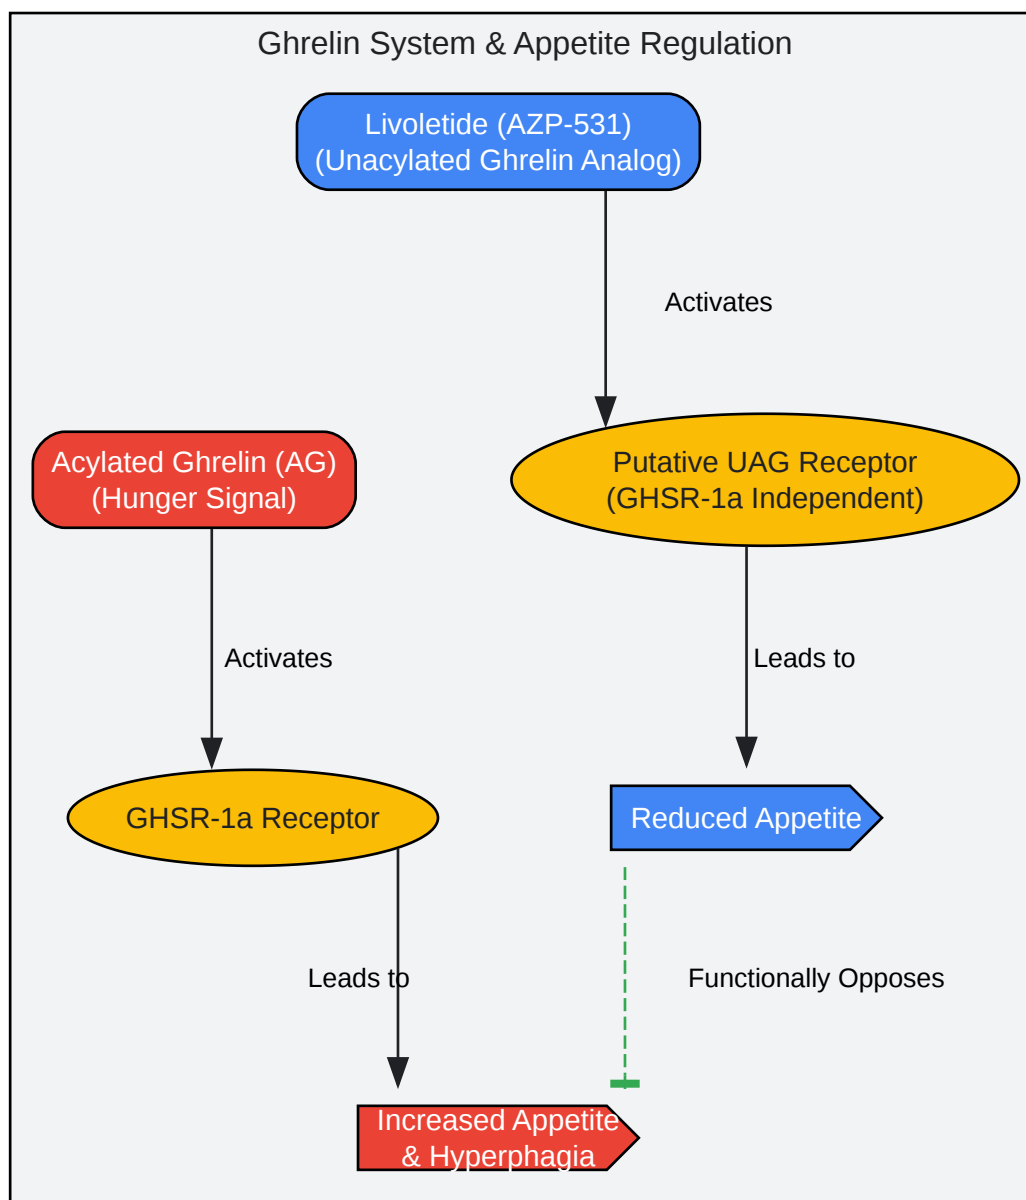 Ghrelin System & Appetite Regulation
Livoletide (AZP-531)
(Unacylated Ghrelin Analog)
Activates
Acylated Ghrelin (AG)
(Hunger Signal)
Putative UAG Receptor
(GHSR-1a Independent)
Activates
Leads to
GHSR-1a Receptor
Reduced Appetite
Leads to
Functionally Opposes
Increased Appetite
& Hyperphagia